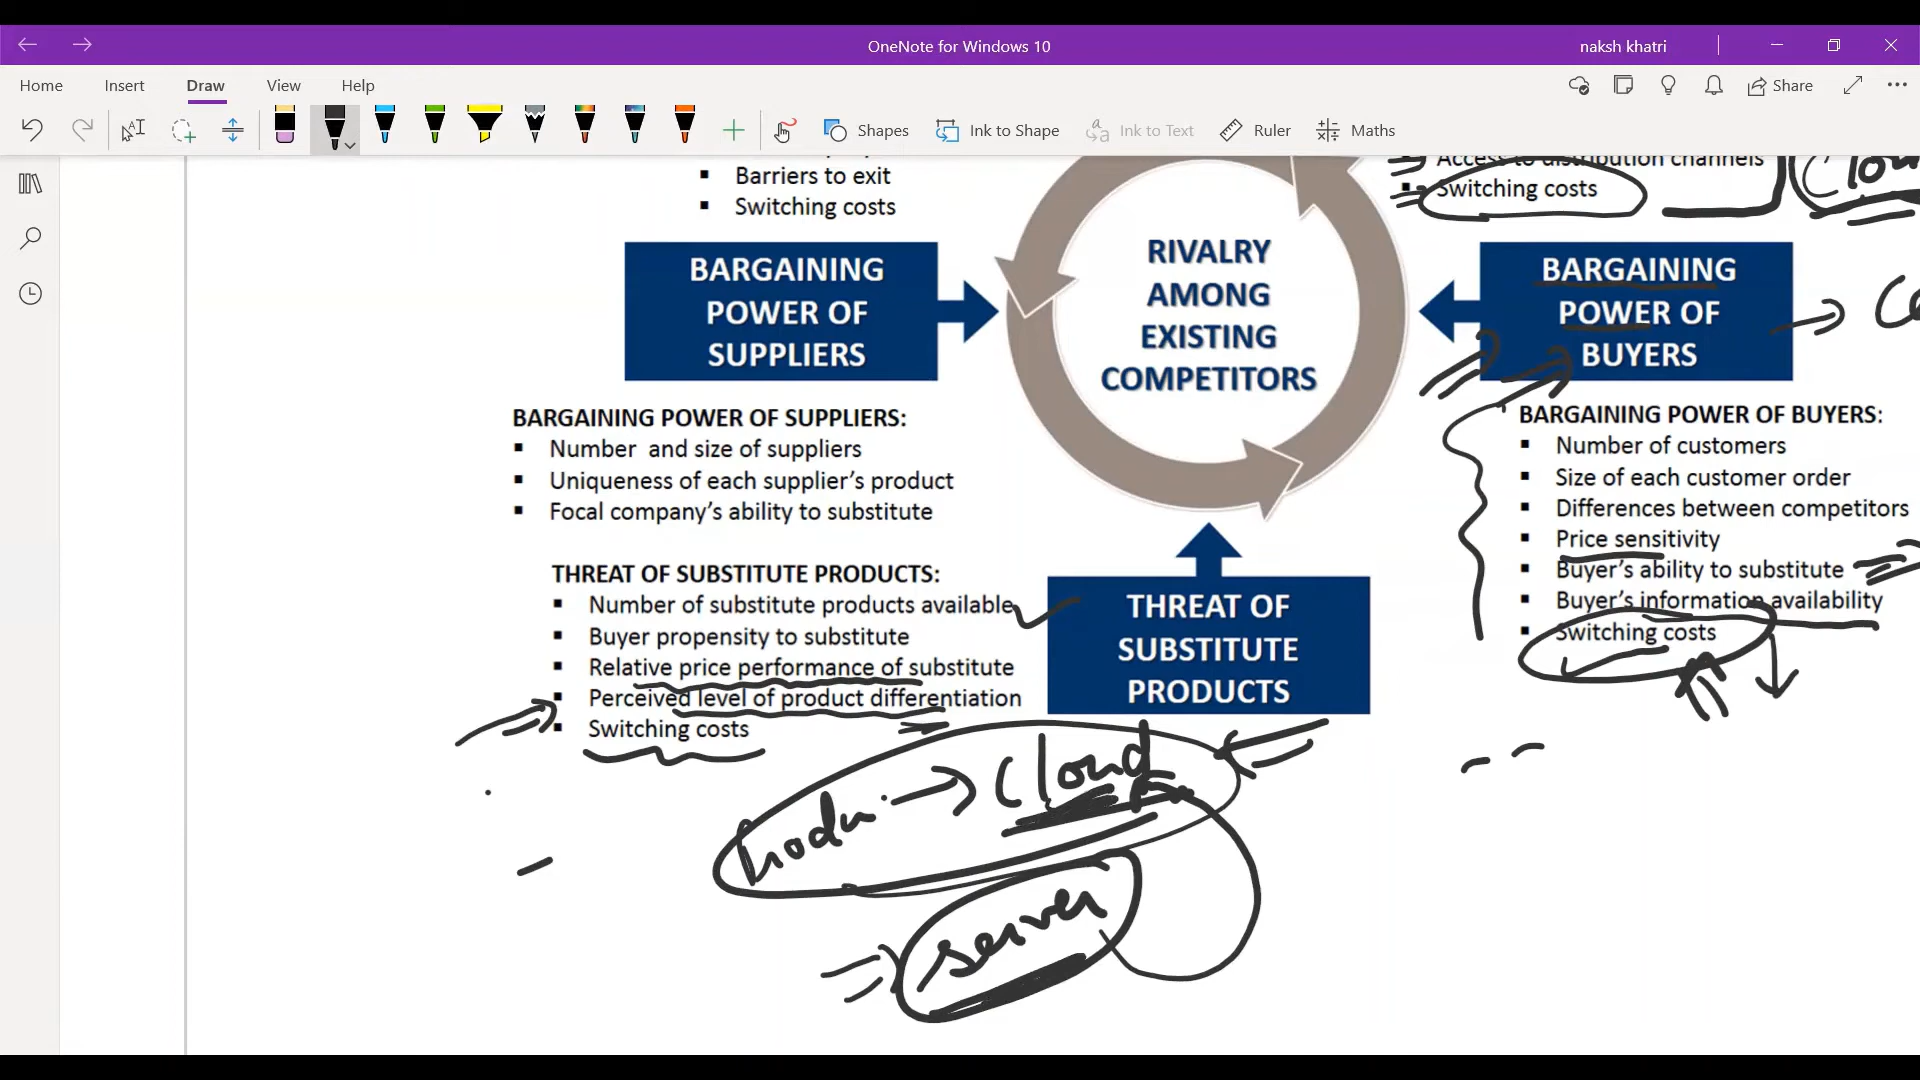 OneNote for Windows 10
naksh khatri
Home Insert Draw View Help
Share
Shapes Ink to Shape Ink to Text Ruler Maths
Barriers to exit
Switching costs
Access to distribution channels
Switching costs
BARGAINING
POWER OF
SUPPLIERS
RIVALRY
AMONG
EXISTING
COMPETITORS
BARGAINING
POWER OF
BUYERS
BARGAINING POWER OF SUPPLIERS:
Number and size of suppliers
Uniqueness of each supplier's product
Focal company's ability to substitute
BARGAINING POWER OF BUYERS:
Number of customers
Size of each customer order
Differences between competitors
Price sensitivity
Buyer's ability to substitute
Buyer's information availability
Switching costs
THREAT OF SUBSTITUTE PRODUCTS:
Number of substitute products available
Buyer propensity to substitute
Relative price performance of substitute
Perceived level of product differentiation
Switching costs
THREAT OF
SUBSTITUTE
PRODUCTS
Cloud
server